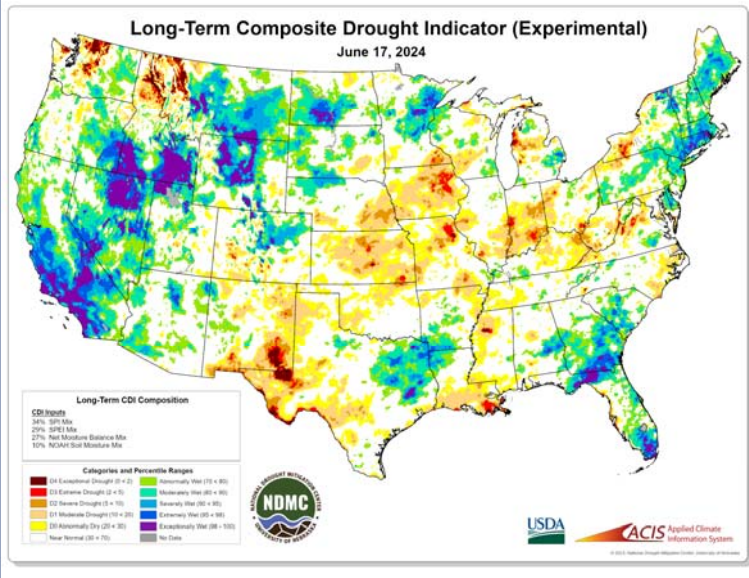 Long-Term Composite Drought Indicator (Experimental)
June 17, 2024
Long-Term CDI Composition
CDI Inputs
34% SPI Mix
29% SPEI Mix
27% Net Moisture Balance Mix
10% NOAH Soil Moisture Mix
Categories and Percentile Ranges
D4 Exceptional Drought (0 < 2)
D3 Extreme Drought (2 < 5)
D2 Severe Drought (5 < 10)
D1 Moderate Drought (10 < 20)
D0 Abnormally Dry (20 < 30)
Near Normal (30 < 70)
Abnormally Wet (70 < 80)
Moderately Wet (80 < 90)
Severely Wet (90 < 95)
Extremely Wet (95 < 98)
Exceptionally Wet (98 - 100)
No Data
NATIONAL DROUGHT MITIGATION CENTER
NDMC
UNIVERSITY OF NEBRASKA
USDA
ACIS Applied Climate
Information System